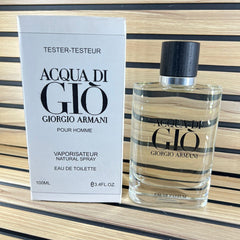 TESTER-TESTEUR
ACQUA DI
GIÒ
GIORGIO ARMANI
POUR HOMME
VAPORISATEUR
NATURAL SPRAY
EAU DE TOILETTE
100ML
℮3.4FL.OZ
ACQUA DI
GIÒ
GIORGIO ARMANI